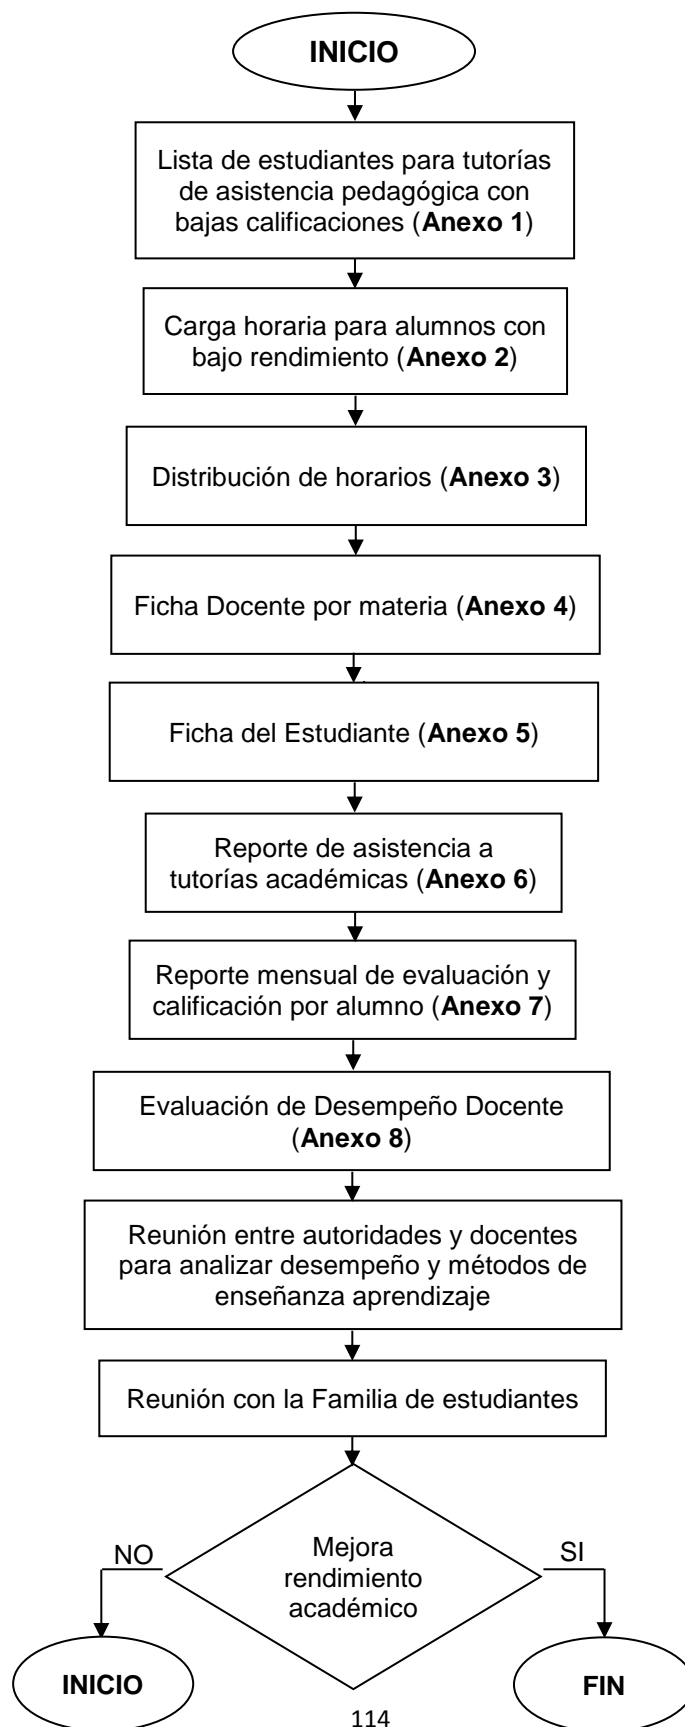 INICIO
Lista de estudiantes para tutorías
de asistencia pedagógica con
bajas calificaciones (Anexo 1)
Carga horaria para alumnos con
bajo rendimiento (Anexo 2)
Distribución de horarios (Anexo 3)
Ficha Docente por materia (Anexo 4)
Ficha del Estudiante (Anexo 5)
Reporte de asistencia a
tutorías académicas (Anexo 6)
Reporte mensual de evaluación y
calificación por alumno (Anexo 7)
Evaluación de Desempeño Docente
(Anexo 8)
Reunión entre autoridades y docentes
para analizar desempeño y métodos de
enseñanza aprendizaje
Reunión con la Familia de estudiantes
NO
Mejora
rendimiento
académico
SI
INICIO
FIN
114